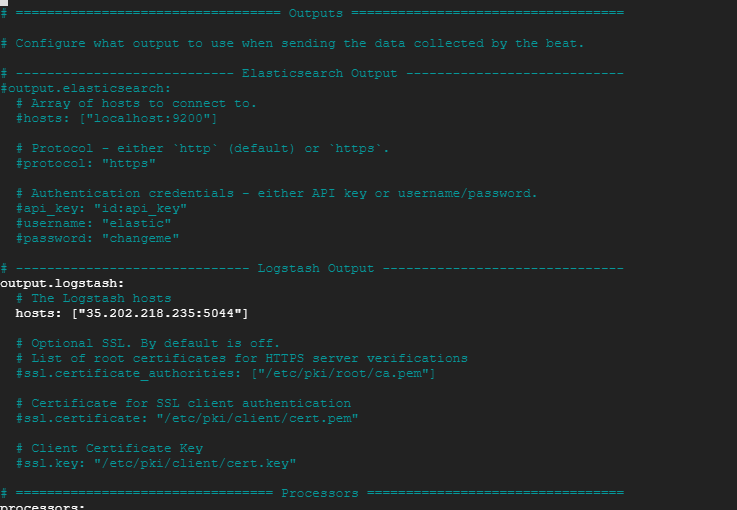 # ================================== Outputs ===================================
# Configure what output to use when sending the data collected by the beat.
# ---------------------------- Elasticsearch Output ----------------------------
#output.elasticsearch:
# Array of hosts to connect to.
#hosts: ["localhost:9200"]
# Protocol - either `http` (default) or `https`.
#protocol: "https"
# Authentication credentials - either API key or username/password.
#api_key: "id:api_key"
#username: "elastic"
#password: "changeme"
# ------------------------------ Logstash Output -------------------------------
output.logstash:
# The Logstash hosts
hosts: ["35.202.218.235:5044"]
# Optional SSL. By default is off.
# List of root certificates for HTTPS server verifications
#ssl.certificate_authorities: ["/etc/pki/root/ca.pem"]
# Certificate for SSL client authentication
#ssl.certificate: "/etc/pki/client/cert.pem"
# Client Certificate Key
#ssl.key: "/etc/pki/client/cert.key"
# ================================= Processors =================================
processors: